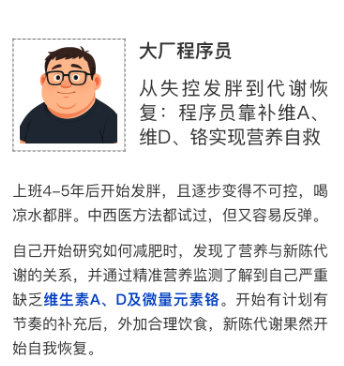 大厂程序员
从失控发胖到代谢恢
复：程序员靠补维A、
维D、铬实现营养自救
上班4-5年后开始发胖，且逐步变得不可控，喝
凉水都胖。中西医方法都试过，但又容易反弹。
自己开始研究如何减肥时，发现了营养与新陈代
谢的关系，并通过精准营养监测了解到自己严重
缺乏维生素A、D及微量元素铬。开始有计划有
节奏的补充后，外加合理饮食，新陈代谢果然开
始自我恢复。